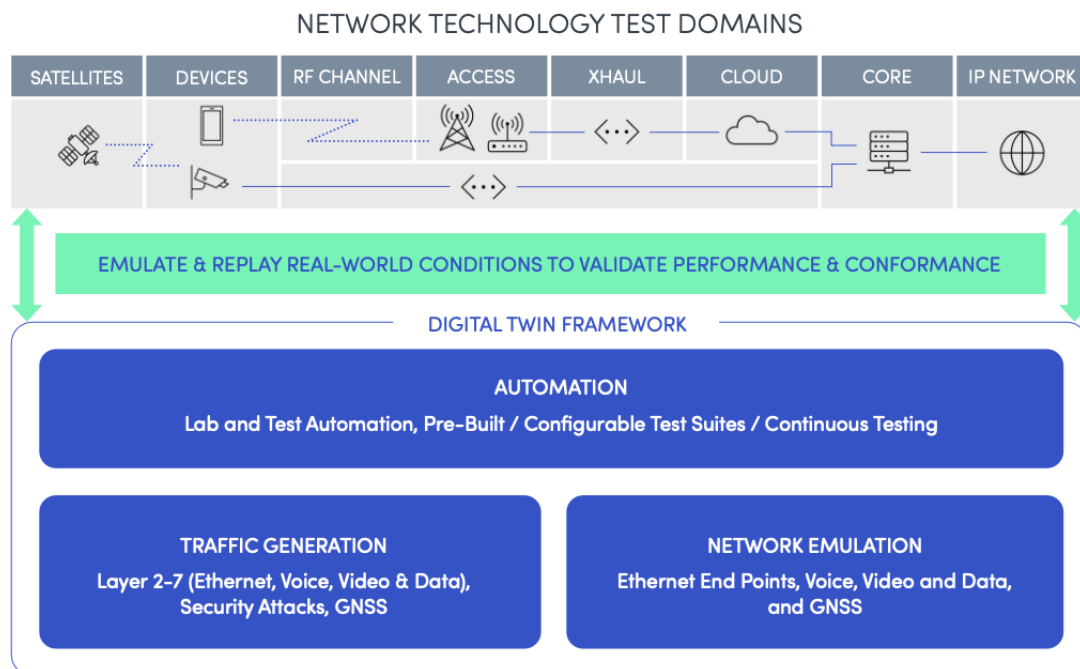 NETWORK TECHNOLOGY TEST DOMAINS
SATELLITES
DEVICES
RF CHANNEL
ACCESS
XHAUL
CLOUD
CORE
IP NETWORK
EMULATE & REPLAY REAL-WORLD CONDITIONS TO VALIDATE PERFORMANCE & CONFORMANCE
DIGITAL TWIN FRAMEWORK
AUTOMATION
Lab and Test Automation, Pre-Built / Configurable Test Suites / Continuous Testing
TRAFFIC GENERATION
Layer 2-7 (Ethernet, Voice, Video & Data),
Security Attacks, GNSS
NETWORK EMULATION
Ethernet End Points, Voice, Video and Data,
and GNSS